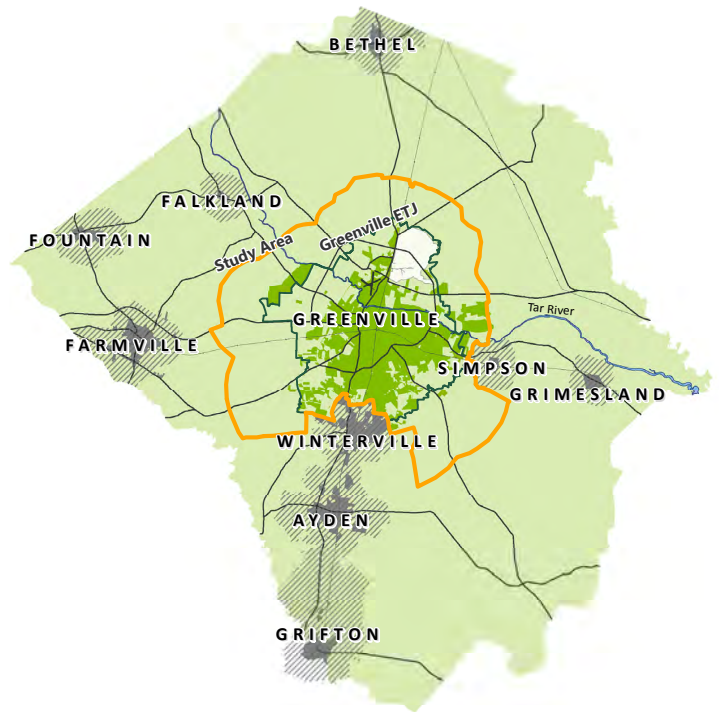 BETHEL
FALKLAND
Greenville ETJ
FOUNTAIN
Study Area
Tar River
GREENVILLE
FARMVILLE
SIMPSON
GRIMESLAND
WINTERVILLE
AYDEN
GRIFTON